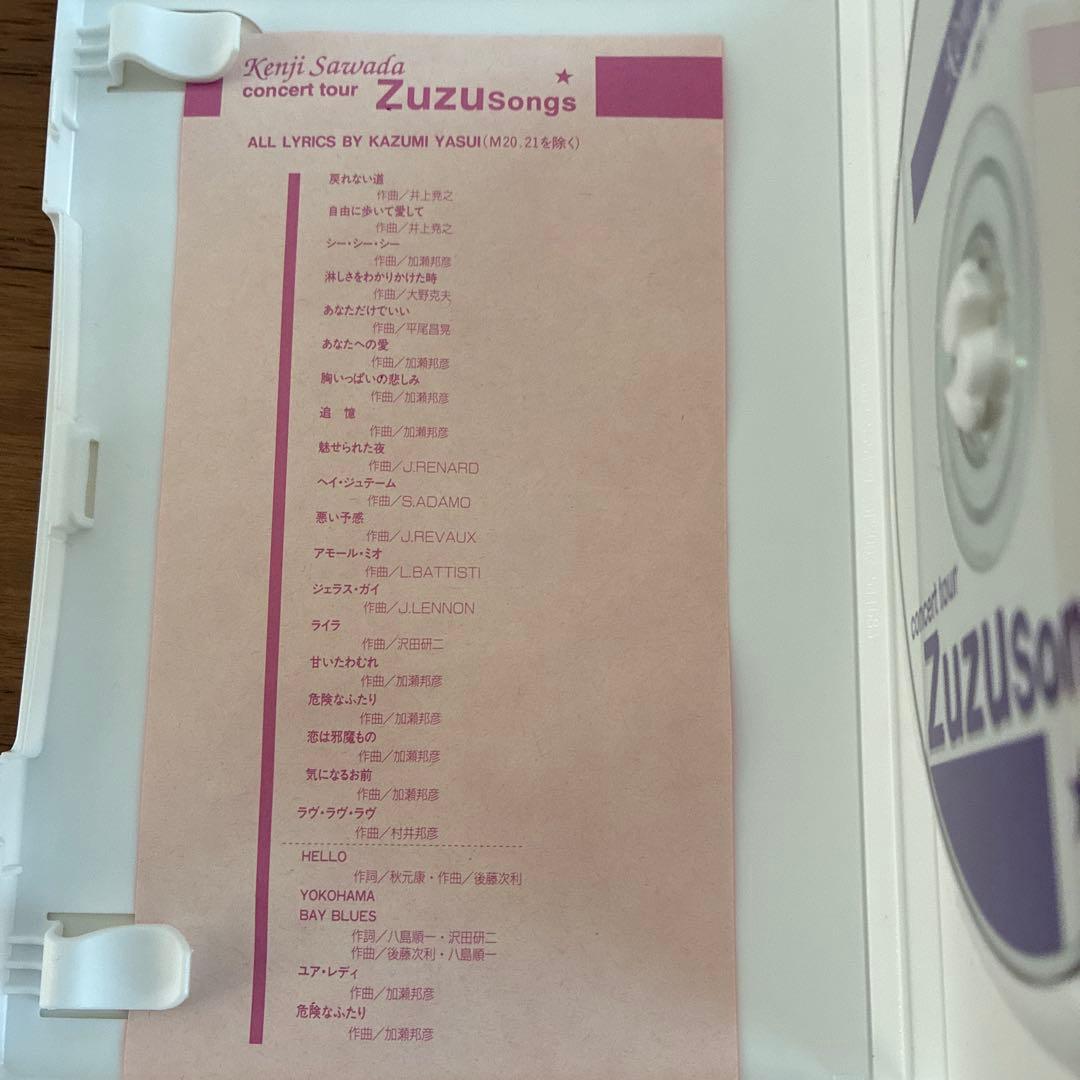 Kenji Sawada
concert tour Zuzu Songs
ALL LYRICS BY KAZUMI YASUI(M20,21を除く)
戻れない道
作曲/井上堯之
自由に歩いて愛して
作曲/井上堯之
シー・シー・シー
作曲/加瀬邦彦
淋しさをわかりかけた時
作曲/大野克夫
あなただけでいい
作曲/平尾昌晃
あなたへの愛
作曲/加瀬邦彦
胸いっぱいの悲しみ
作曲/加瀬邦彦
追 憶
作曲/加瀬邦彦
魅せられた夜
作曲/J.RENARD
ヘイ・ジュテーム
作曲/S.ADAMO
悪い予感
作曲/J.REVAUX
アモール・ミオ
作曲/L.BATTISTI
ジェラス・ガイ
作曲/J.LENNON
ライラ
作曲/沢田研二
甘いたわむれ
作曲/加瀬邦彦
危険なふたり
作曲/加瀬邦彦
恋は邪魔もの
作曲/加瀬邦彦
気になるお前
作曲/加瀬邦彦
ラヴ・ラヴ・ラヴ
作曲/村井邦彦
HELLO
作詞/秋元康・作曲/後藤次利
YOKOHAMA
BAY BLUES
作詞/八島順一・沢田研二
作曲/後藤次利・八島順一
ユア・レディ
作曲/加瀬邦彦
危険なふたり
作曲/加瀬邦彦
concert tour
Zuzu Son